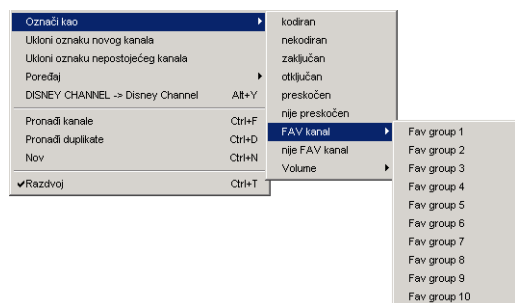 Označi kao
Ukloni oznaku novog kanala
Ukloni oznaku nepostojećeg kanala
Poređaj
DISNEY CHANNEL -> Disney Channel Alt+Y
Pronađi kanale Ctrl+F
Pronađi duplikate Ctrl+D
Nov Ctrl+N
✔Razdvoj Ctrl+T
kodiran
nekodiran
zaključan
otključan
preskočen
nije preskočen
FAV kanal
nije FAV kanal
Volume
Fav group 1
Fav group 2
Fav group 3
Fav group 4
Fav group 5
Fav group 6
Fav group 7
Fav group 8
Fav group 9
Fav group 10